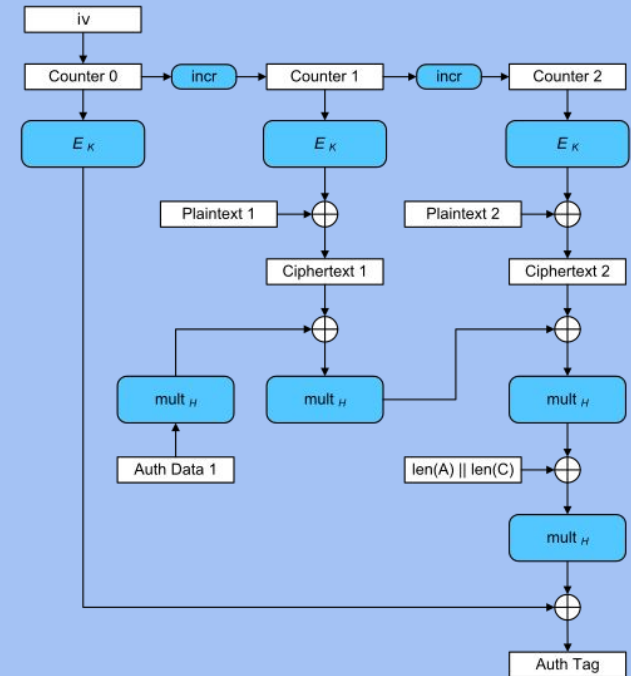 iv
Counter 0
incr
Counter 1
incr
Counter 2
E K
E K
E K
Plaintext 1
Plaintext 2
Ciphertext 1
Ciphertext 2
mult H
mult H
mult H
Auth Data 1
len(A) || len(C)
mult H
Auth Tag